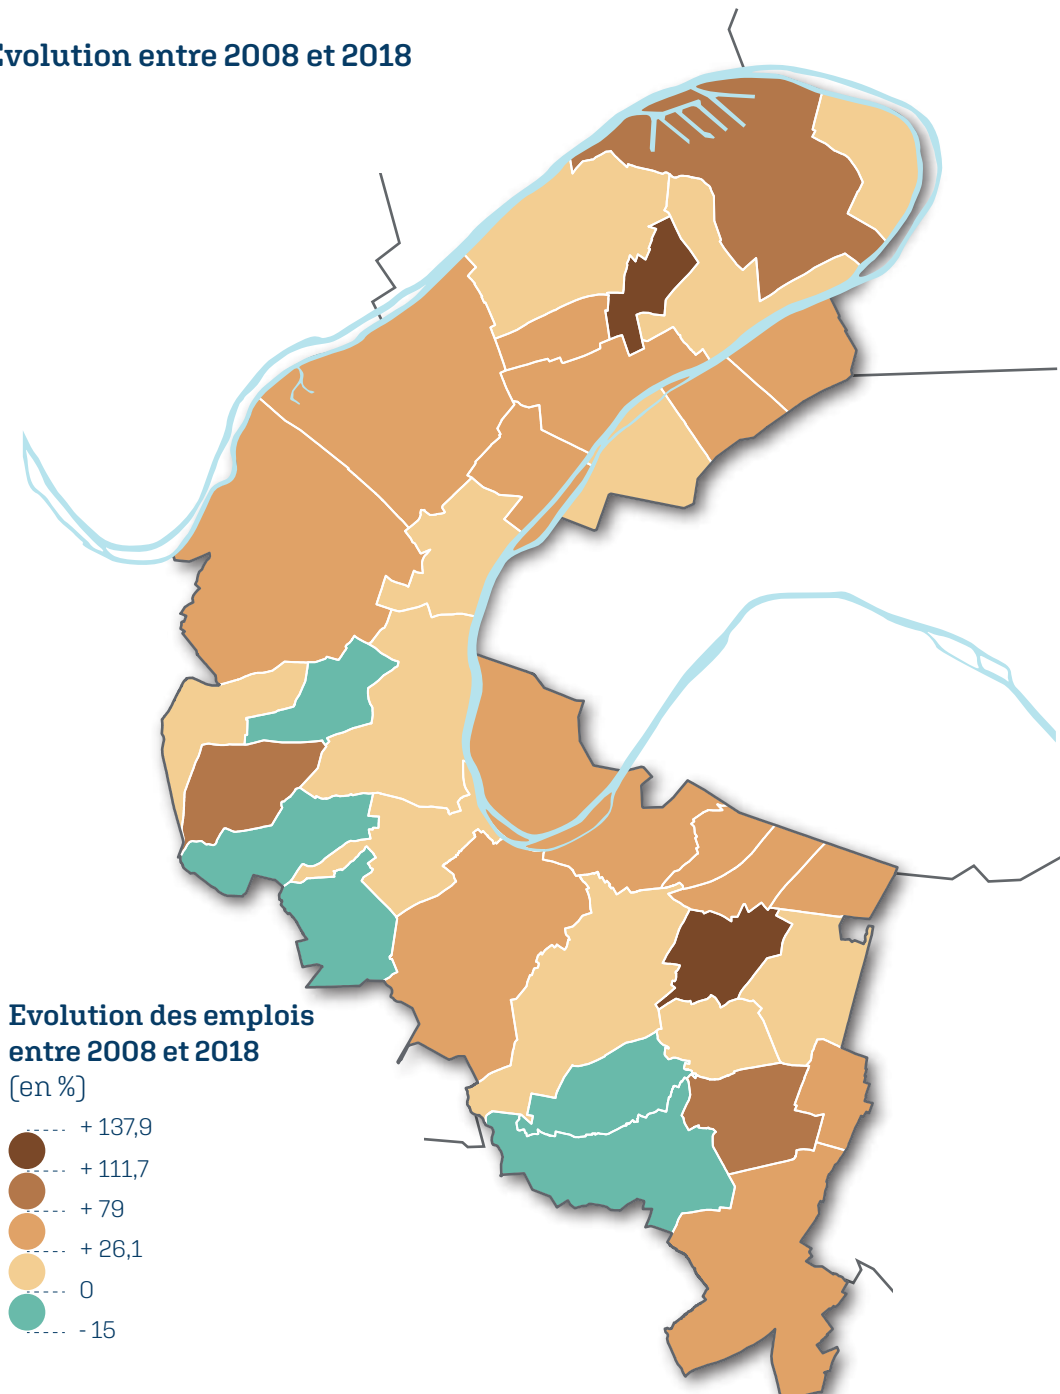 Evolution entre 2008 et 2018
Evolution des emplois
entre 2008 et 2018
(en %)
+ 137,9
+ 111,7
+ 79
+ 26,1
0
- 15